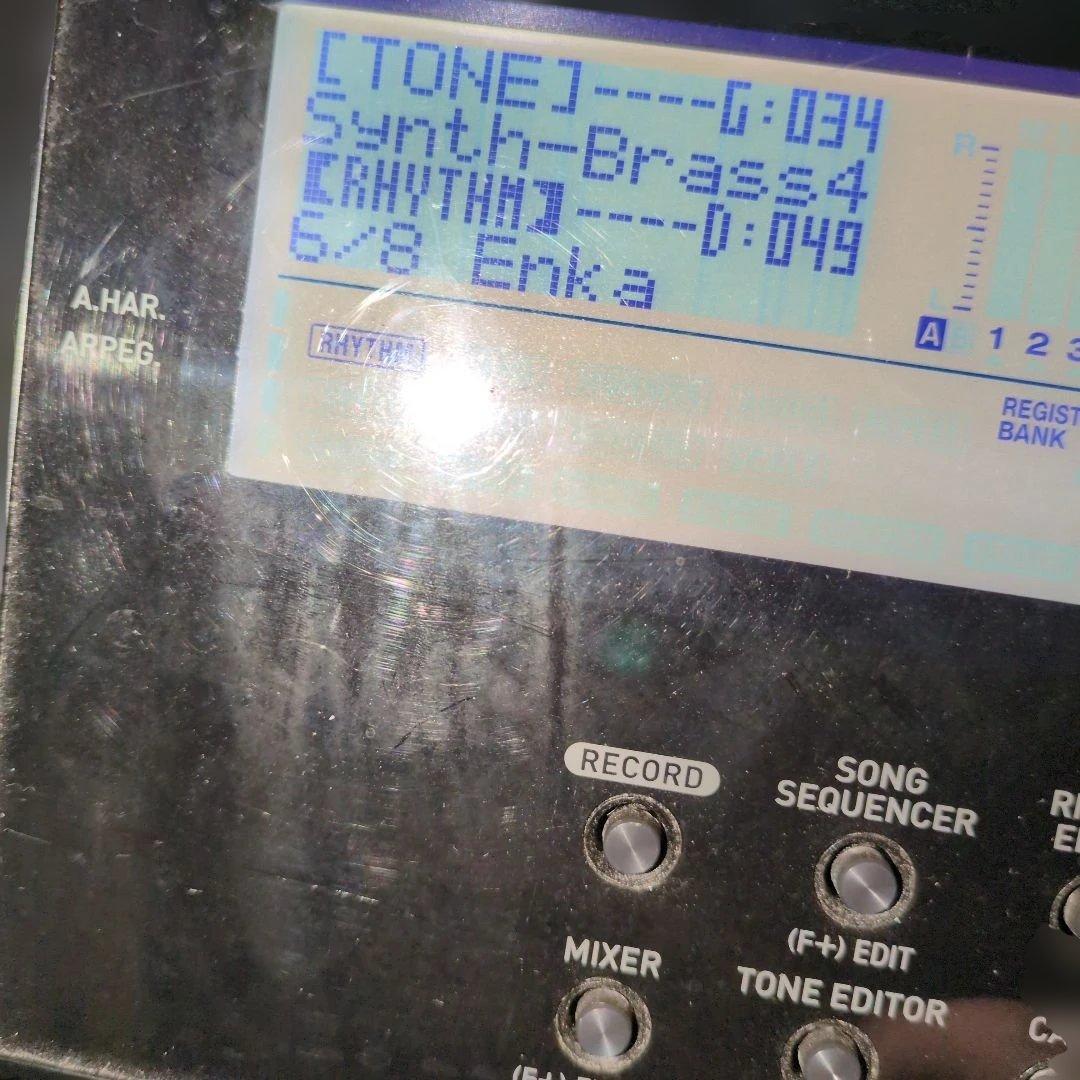 [TONE]----G:034
Synth-Brass4
【RHYTHM】----D:049
6/8 Enka
R
A 1 2 3
RHYTHM
REGIST
BANK
A.HAR.
ARPEG.
RECORD
SONG
SEQUENCER
(F+) EDIT
MIXER
TONE EDITOR